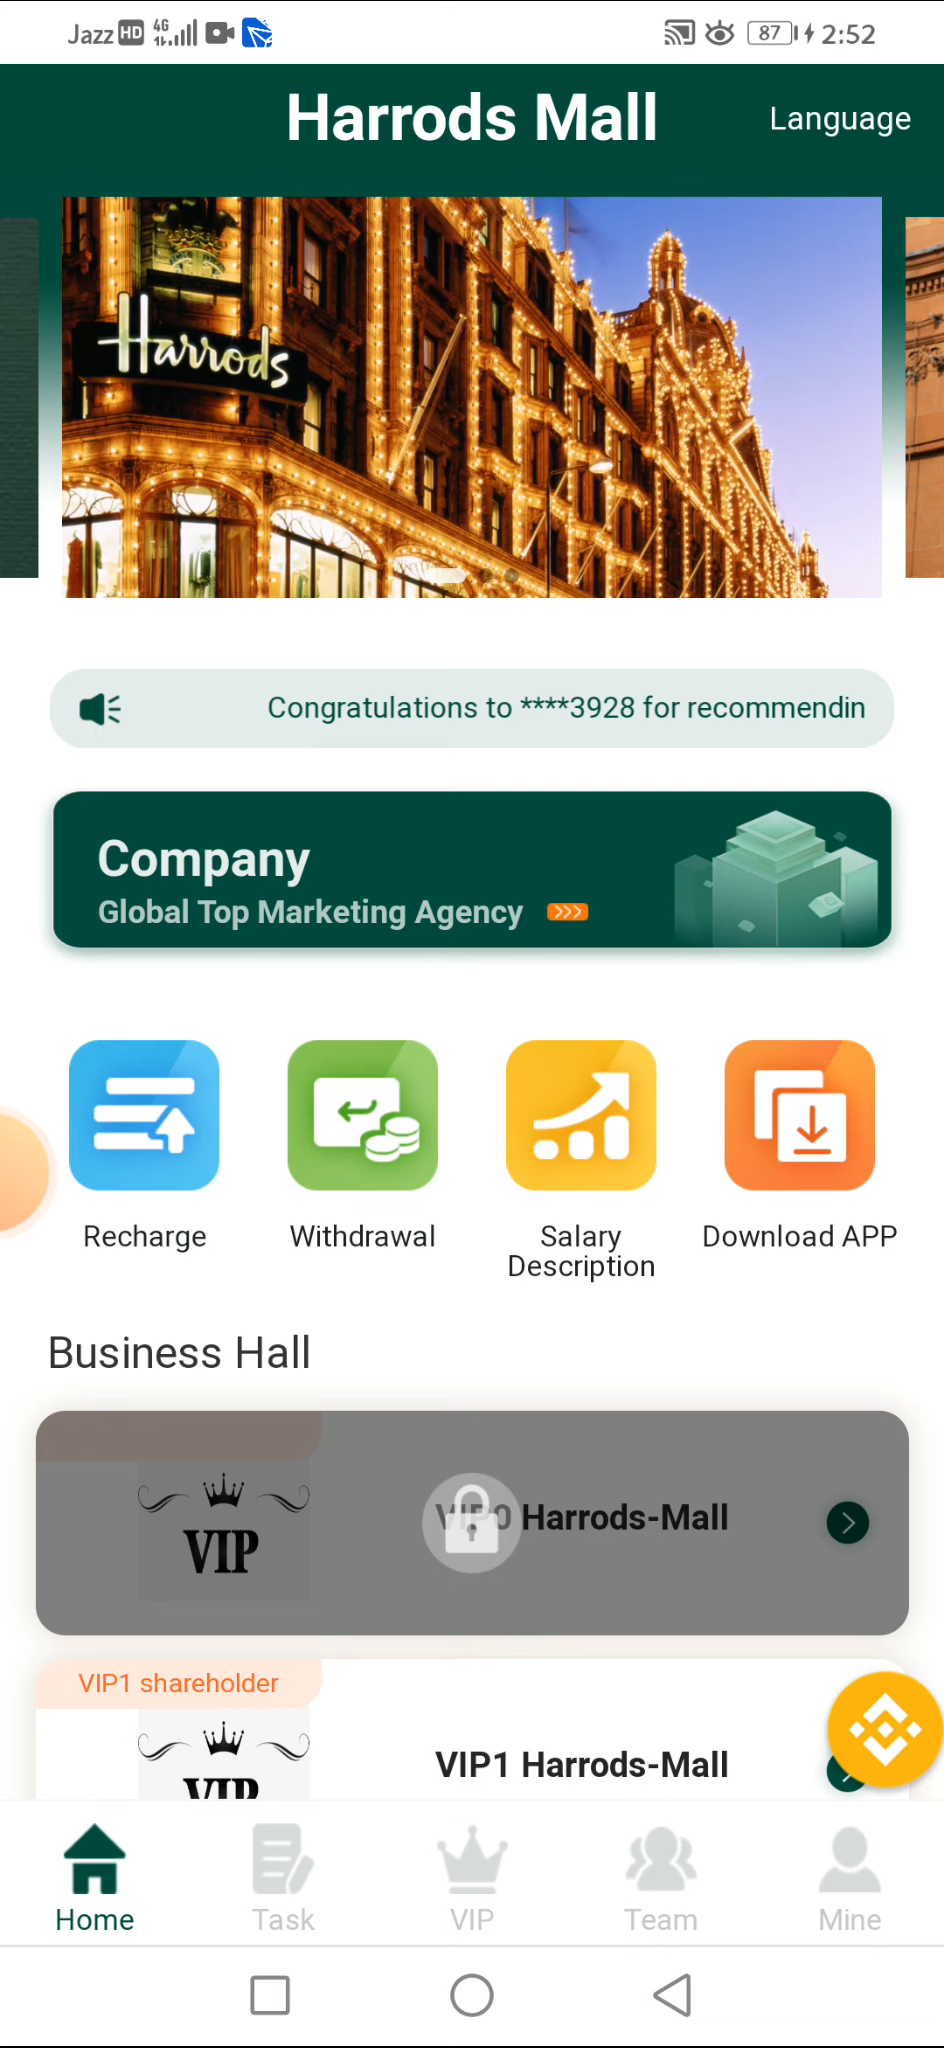 Jazz HD 4G 87 2:52
Harrods Mall
Language
Harrods
Congratulations to ****3928 for recommendin
Company
Global Top Marketing Agency
Recharge
Withdrawal
Salary
Description
Download APP
Business Hall
VIP
VIP0 Harrods-Mall
VIP1 shareholder
VIP
VIP1 Harrods-Mall
Home
Task
VIP
Team
Mine